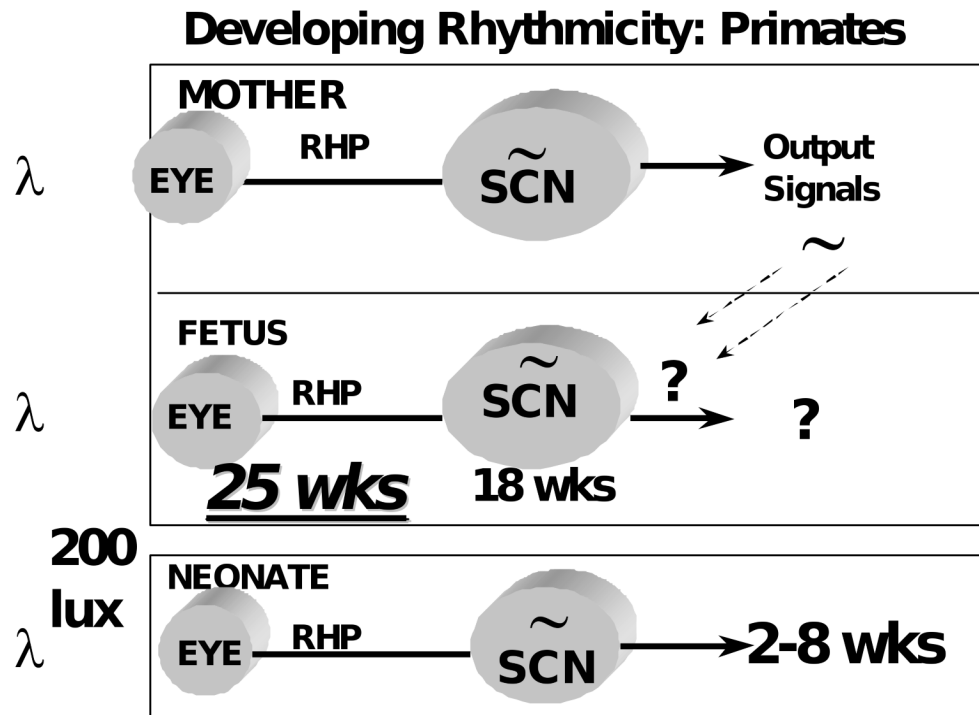 Developing Rhythmicity: Primates
MOTHER
λ
EYE
RHP
~
SCN
Output
Signals
~
FETUS
λ
EYE
RHP
~
SCN
?
?
25 wks
18 wks
200
lux
NEONATE
λ
EYE
RHP
~
SCN
2-8 wks